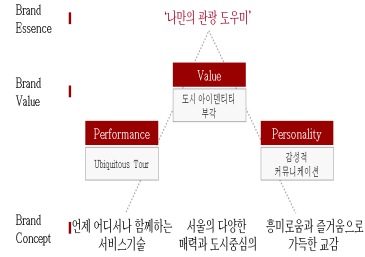 Brand
Essence
'나만의 관광 도우미'
Brand
Value
Value
도시 아이덴티티
부각
Performance
Ubiquitous Tour
Personality
감성적
커뮤니케이션
Brand
Concept
언제 어디서나 함께하는
서비스기술
서울의 다양한
매력과 도시중심의
흥미로움과 즐거움으로
가득한 교감